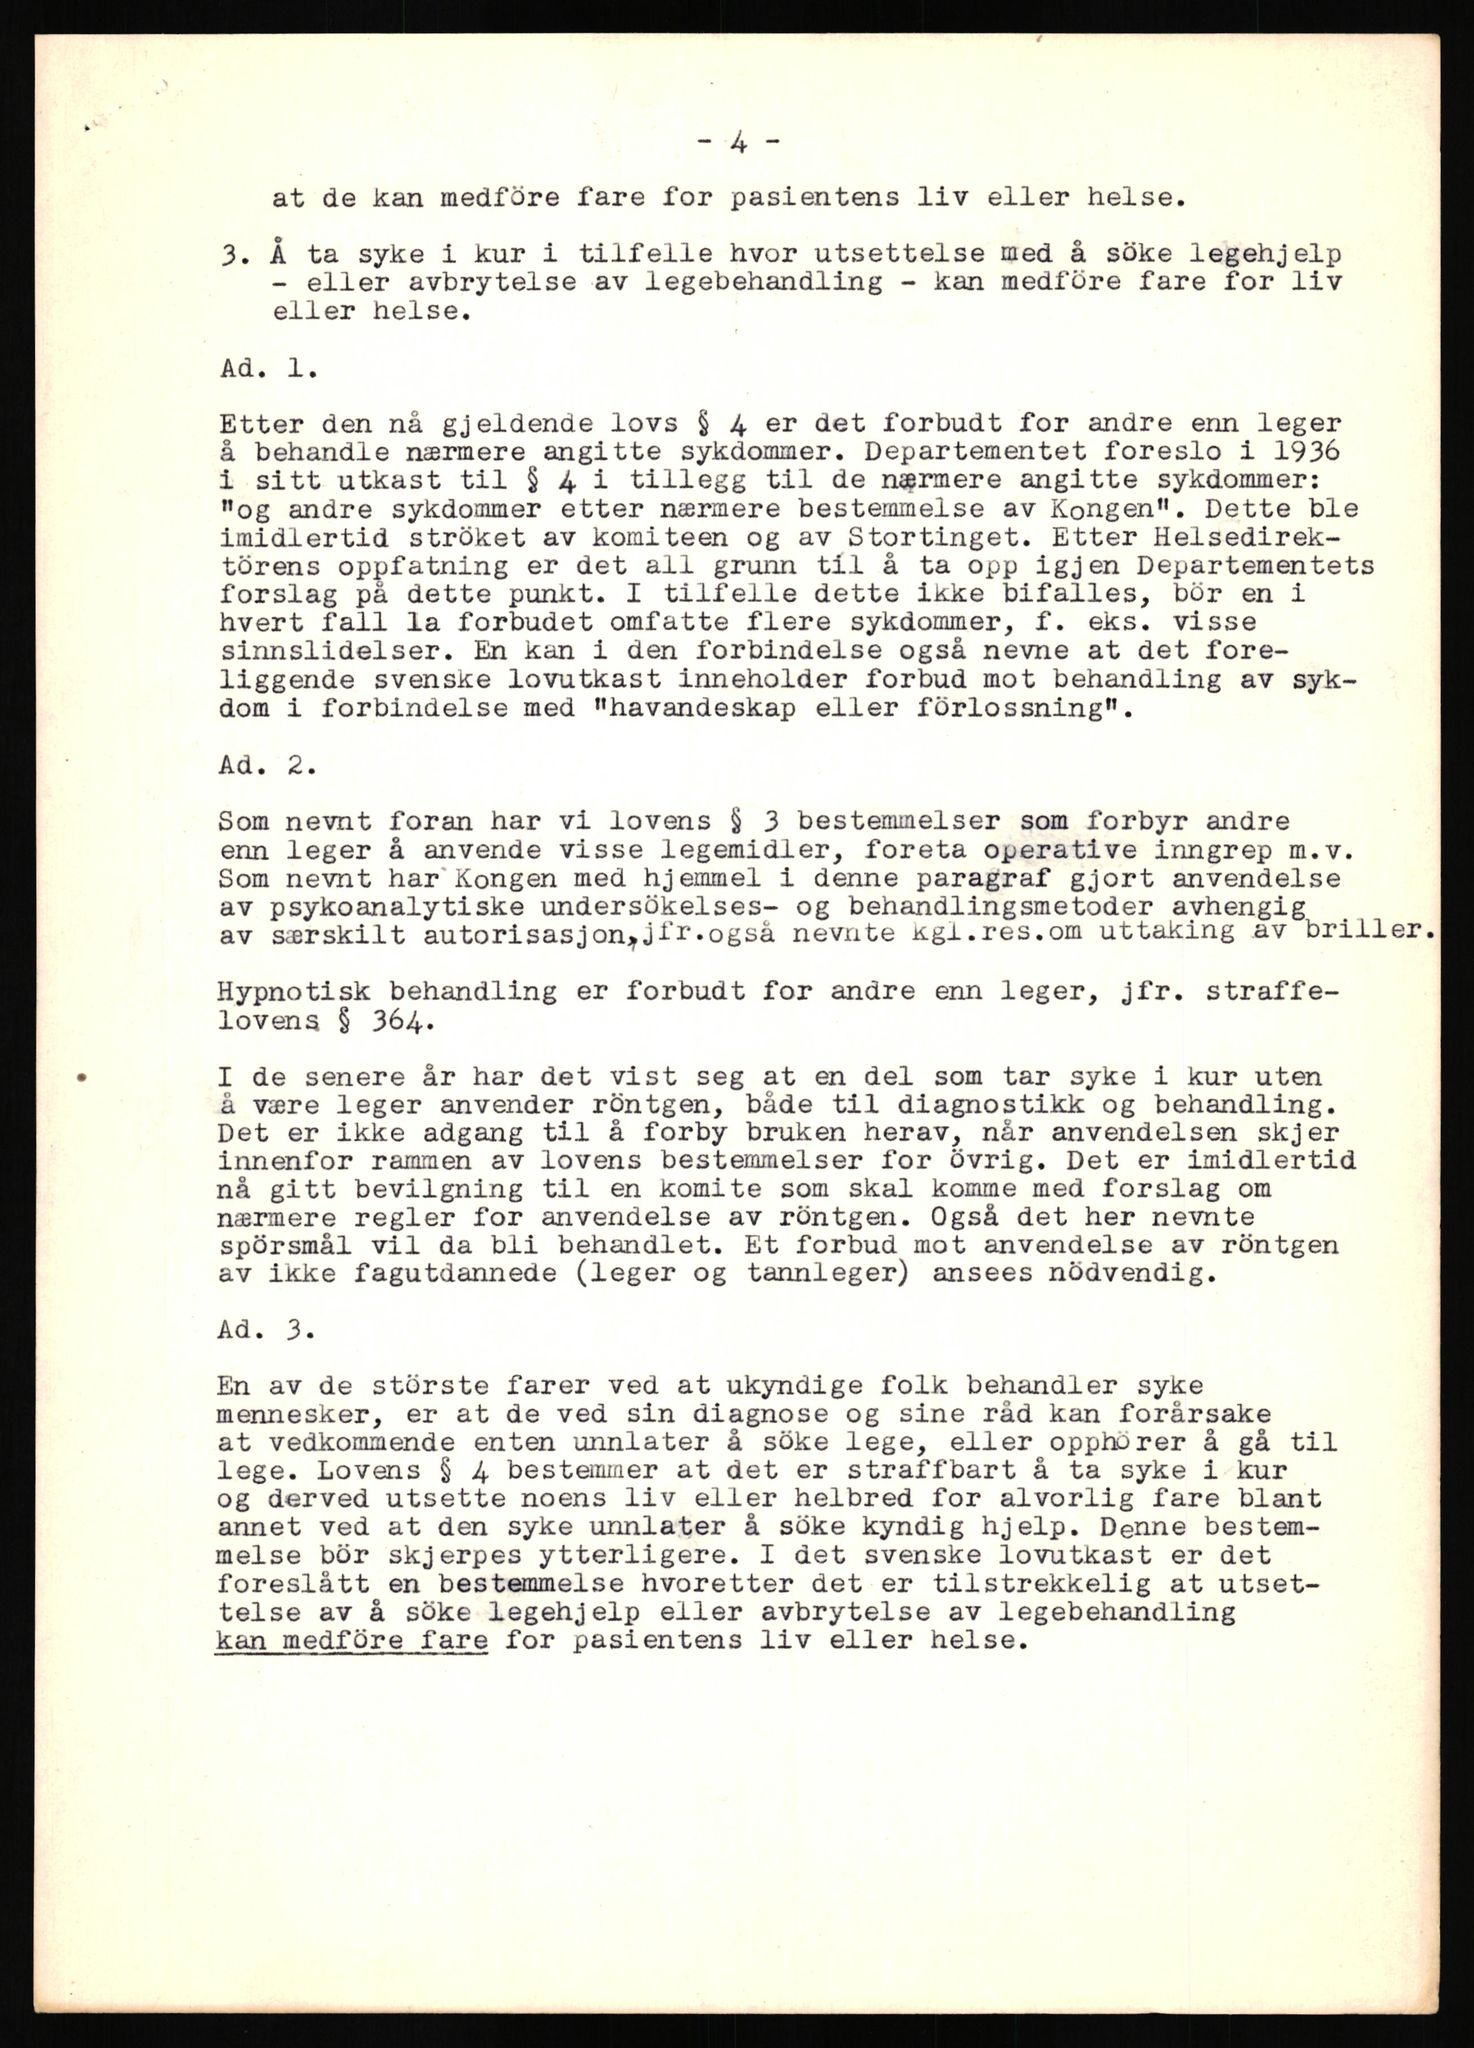 - 4 -
at de kan medföre fare for pasientens liv eller helse.
3. Å ta syke i kur i tilfelle hvor utsettelse med å söke legehjelp
- eller avbrytelse av legebehandling - kan medföre fare for liv
eller helse.
Ad. 1.
Etter den nå gjeldende lovs § 4 er det forbudt for andre enn leger
å behandle nærmere angitte sykdommer. Departementet foreslo i 1936
i sitt utkast til § 4 i tillegg til de nærmere angitte sykdommer:
"og andre sykdommer etter nærmere bestemmelse av Kongen". Dette ble
imidlertid ströket av komiteen og av Stortinget. Etter Helsedirek-
törens oppfatning er det all grunn til å ta opp igjen Departementets
forslag på dette punkt. I tilfelle dette ikke bifalles, bör en i
hvert fall la forbudet omfatte flere sykdommer, f. eks. visse
sinnslidelser. En kan i den forbindelse også nevne at det fore-
liggende svenske lovutkast inneholder forbud mot behandling av syk-
dom i forbindelse med "havandeskap eller förlossning".
Ad. 2.
Som nevnt foran har vi lovens § 3 bestemmelser som forbyr andre
enn leger å anvende visse legemidler, foreta operative inngrep m.v.
Som nevnt har Kongen med hjemmel i denne paragraf gjort anvendelse
av psykoanalytiske undersökelses- og behandlingsmetoder avhengig
av særskilt autorisasjon, jfr.også nevnte kgl.res.om uttaking av briller.
Hypnotisk behandling er forbudt for andre enn leger, jfr. straffe-
lovens § 364.
I de senere år har det vist seg at en del som tar syke i kur uten
å være leger anvender röntgen, både til diagnostikk og behandling.
Det er ikke adgang til å forby bruken herav, når anvendelsen skjer
innenfor rammen av lovens bestemmelser for övrig. Det er imidlertid
nå gitt bevilgning til en komite som skal komme med forslag om
nærmere regler for anvendelse av röntgen. Også det her nevnte
spörsmål vil da bli behandlet. Et forbud mot anvendelse av röntgen
av ikke fagutdannede (leger og tannleger) ansees nödvendig.
Ad. 3.
En av de störste farer ved at ukyndige folk behandler syke
mennesker, er at de ved sin diagnose og sine råd kan forårsake
at vedkommende enten unnlater å söke lege, eller opphörer å gå til
lege. Lovens § 4 bestemmer at det er straffbart å ta syke i kur
og derved utsette noens liv eller helbred for alvorlig fare blant
annet ved at den syke unnlater å söke kyndig hjelp. Denne bestem-
melse bör skjerpes ytterligere. I det svenske lovutkast er det
foreslått en bestemmelse hvoretter det er tilstrekkelig at utset-
telse av å söke legehjelp eller avbrytelse av legebehandling
kan medföre fare for pasientens liv eller helse.